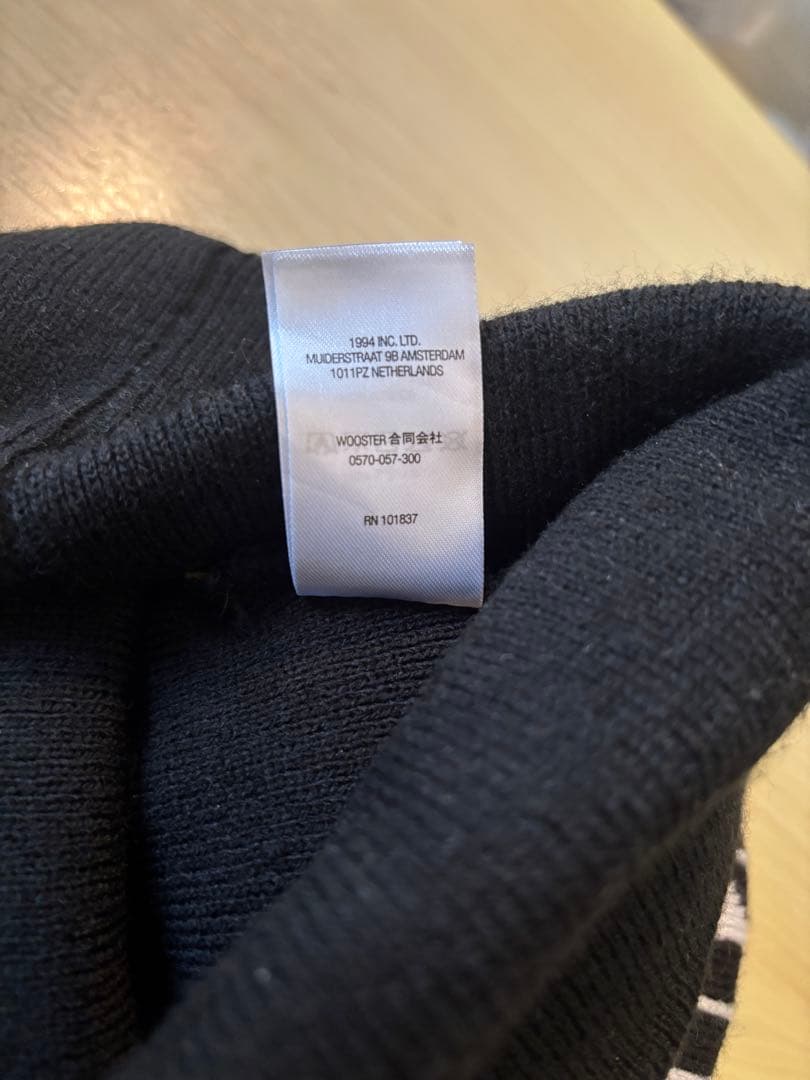 1994 INC. LTD.
MUIDERSTRAAT 9B AMSTERDAM
1011PZ NETHERLANDS
WOOSTER 合同会社
0570-057-300
RN 101837